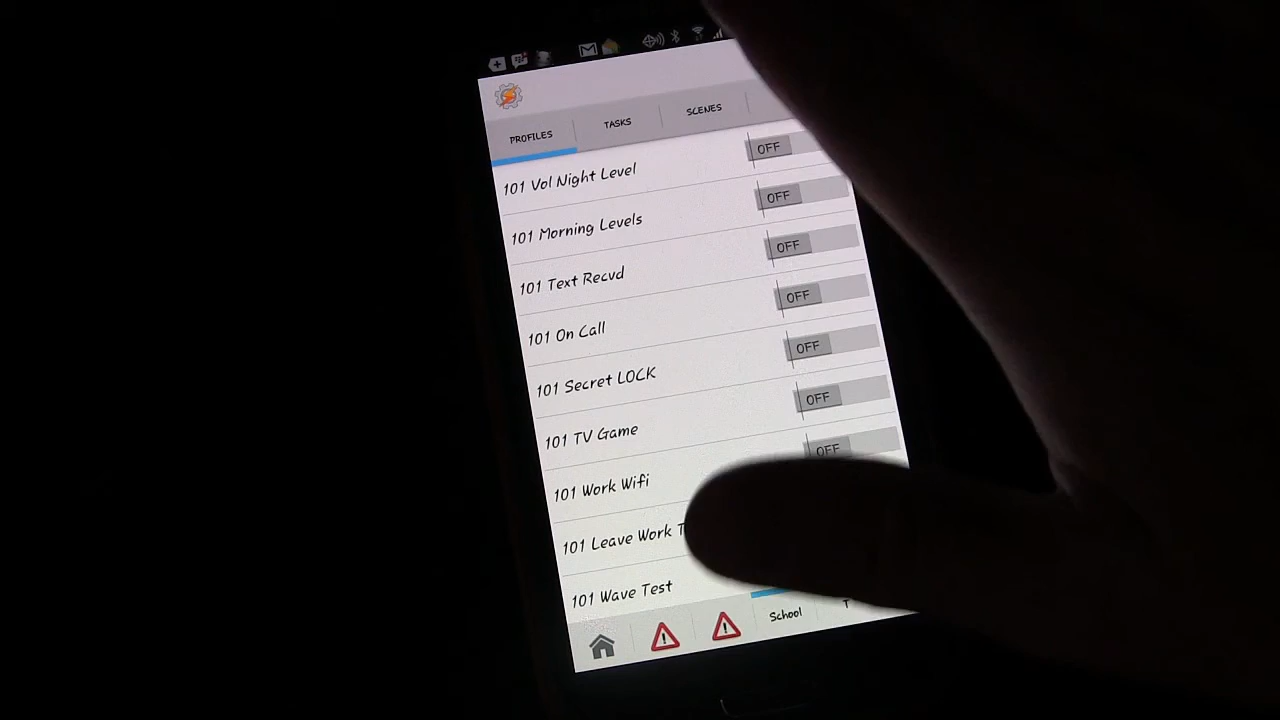 PROFILES TASKS SCENES
101 Vol Night Level OFF
101 Morning Levels OFF
101 Text Recvd OFF
101 On Call OFF
101 Secret LOCK OFF
101 TV Game OFF
101 Work Wifi OFF
101 Leave Work
101 Wave Test
School